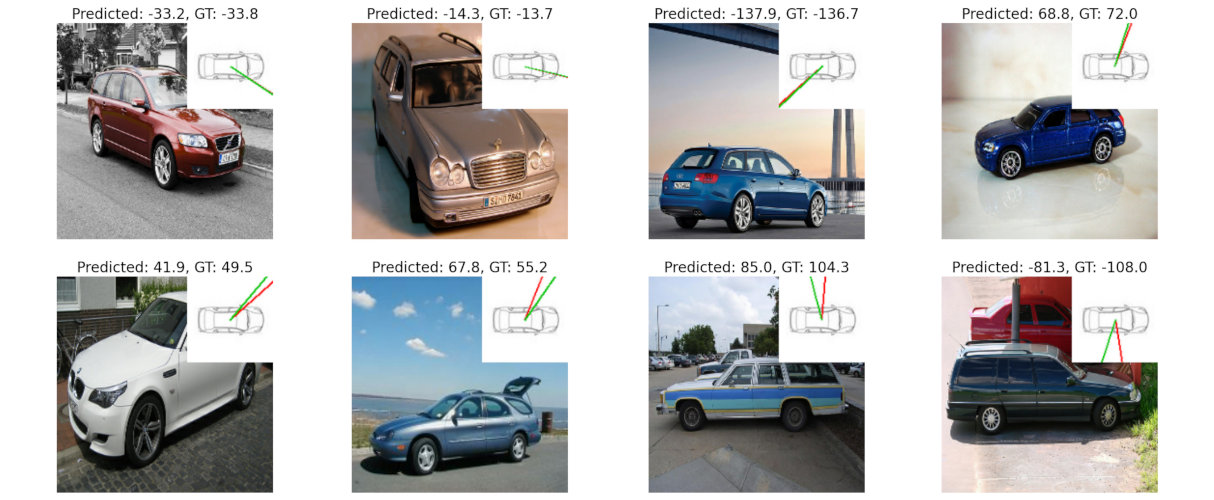 Predicted: -33.2, GT: -33.8
Predicted: -14.3, GT: -13.7
Predicted: -137.9, GT: -136.7
Predicted: 68.8, GT: 72.0
Predicted: 41.9, GT: 49.5
Predicted: 67.8, GT: 55.2
Predicted: 85.0, GT: 104.3
Predicted: -81.3, GT: -108.0